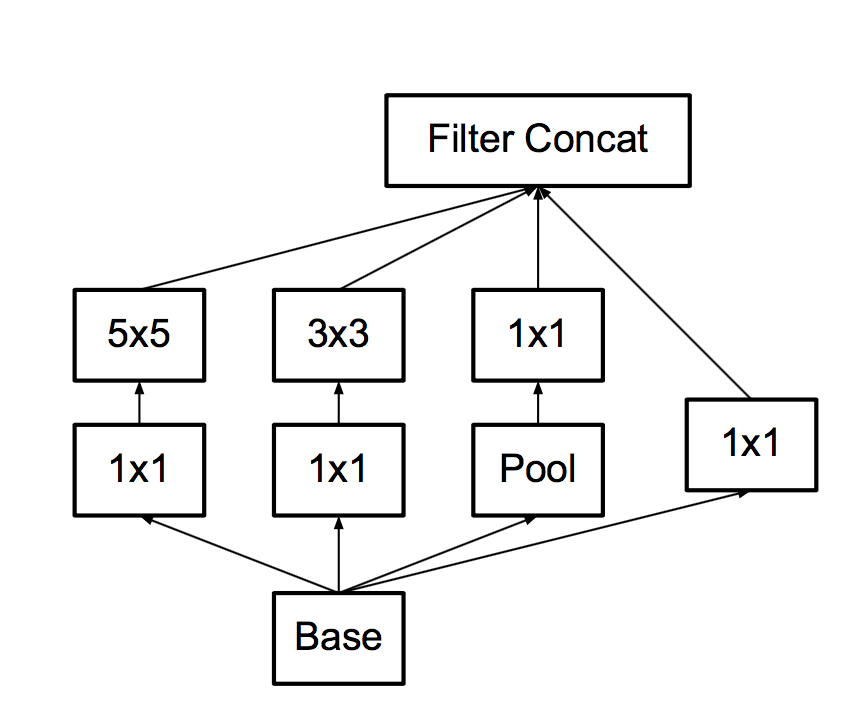 Filter Concat
5x5
3x3
1x1
1x1
1x1
Pool
1x1
Base